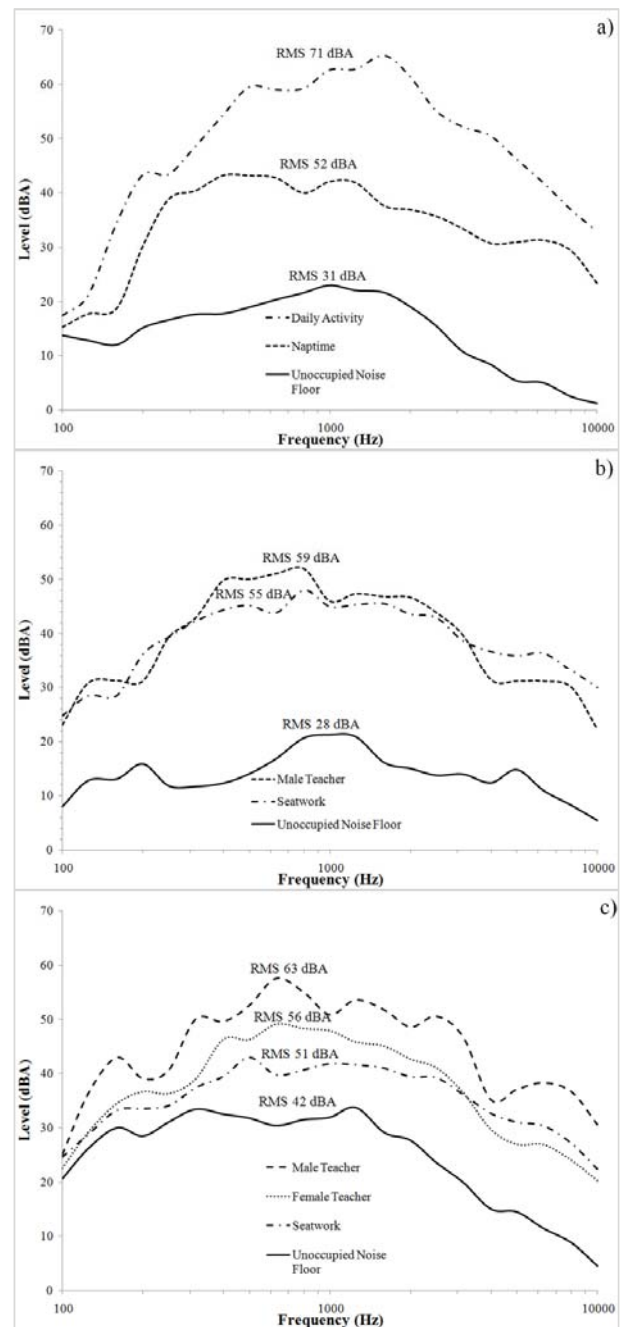 a)
70
60
50
40
30
20
10
0
Level (dBA)
RMS 71 dBA
RMS 52 dBA
RMS 31 dBA
Daily Activity
Naptime
Unoccupied Noise
Floor
100
1000
10000
Frequency (Hz)
b)
70
60
50
40
30
20
10
0
Level (dBA)
RMS 59 dBA
RMS 55 dBA
RMS 28 dBA
Male Teacher
Seatwork
Unoccupied Noise Floor
100
1000
10000
Frequency (Hz)
c)
70
60
50
40
30
20
10
0
Level (dBA)
RMS 63 dBA
RMS 56 dBA
RMS 51 dBA
RMS 42 dBA
Male Teacher
Female Teacher
Seatwork
Unoccupied Noise
Floor
100
1000
10000
Frequency (Hz)